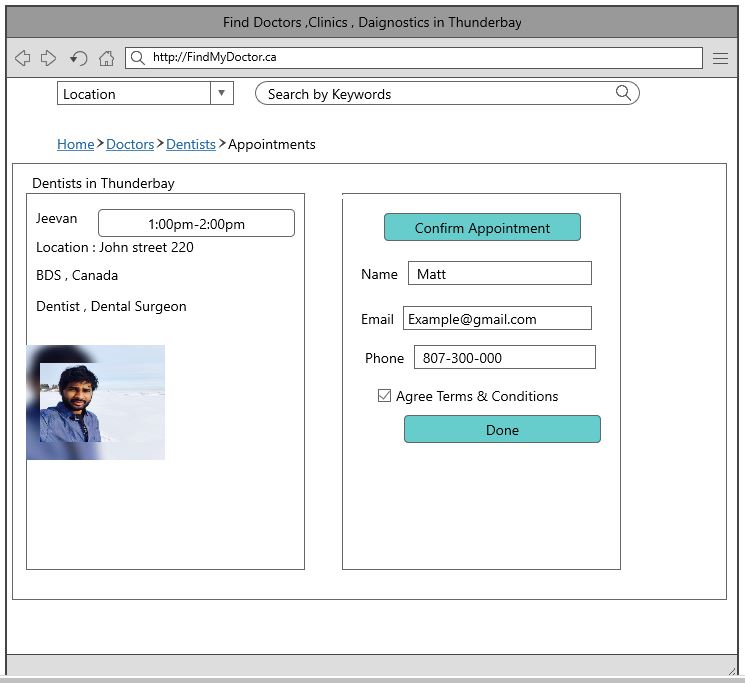 Find Doctors ,Clinics , Daignostics in Thunderbay
http://FindMyDoctor.ca
Location
Search by Keywords
Home > Doctors > Dentists > Appointments
Dentists in Thunderbay
Jeevan
1:00pm-2:00pm
Location : John street 220
BDS , Canada
Dentist , Dental Surgeon
Confirm Appointment
Name Matt
Email Example@gmail.com
Phone 807-300-000
Agree Terms & Conditions
Done